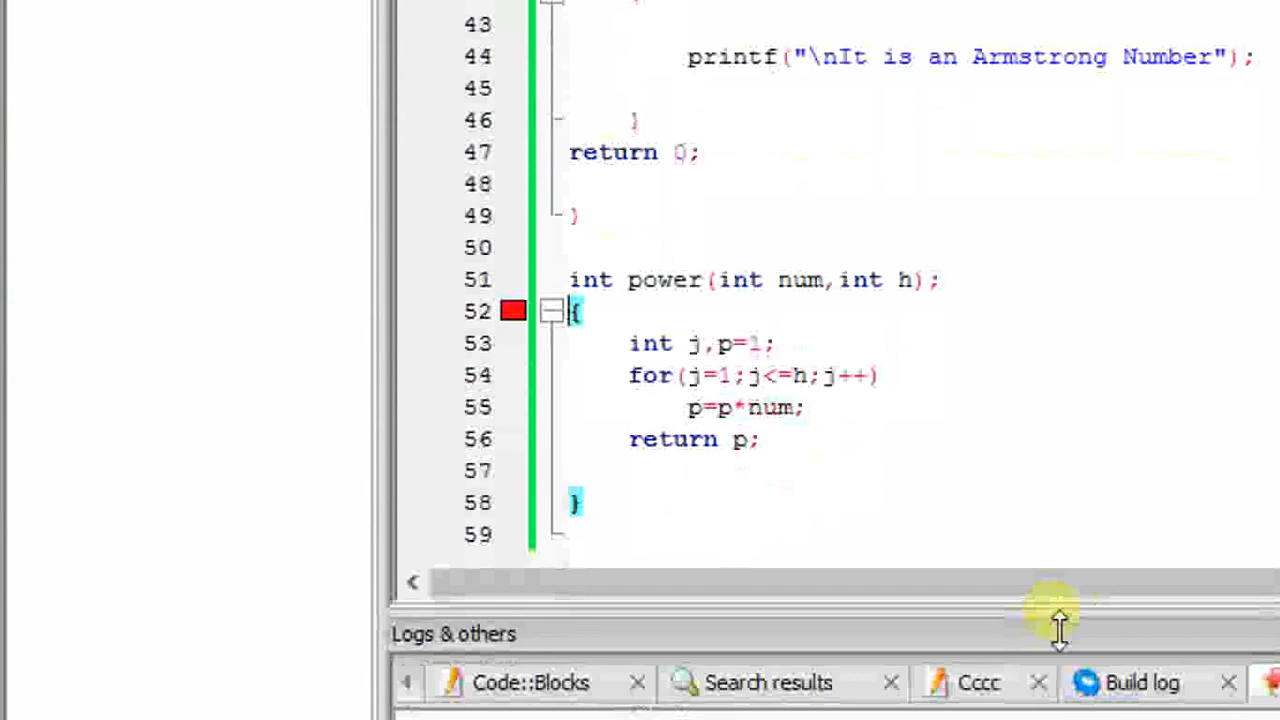 43
44 printf("\nIt is an Armstrong Number");
45
46 }
47 return 0;
48
49 }
50
51 int power(int num,int h);
52 {
53 int j,p=1;
54 for(j=1;j<=h;j++)
55 p=p*num;
56 return p;
57
58 }
59
Logs & others
Code::Blocks Search results Cccc Build log